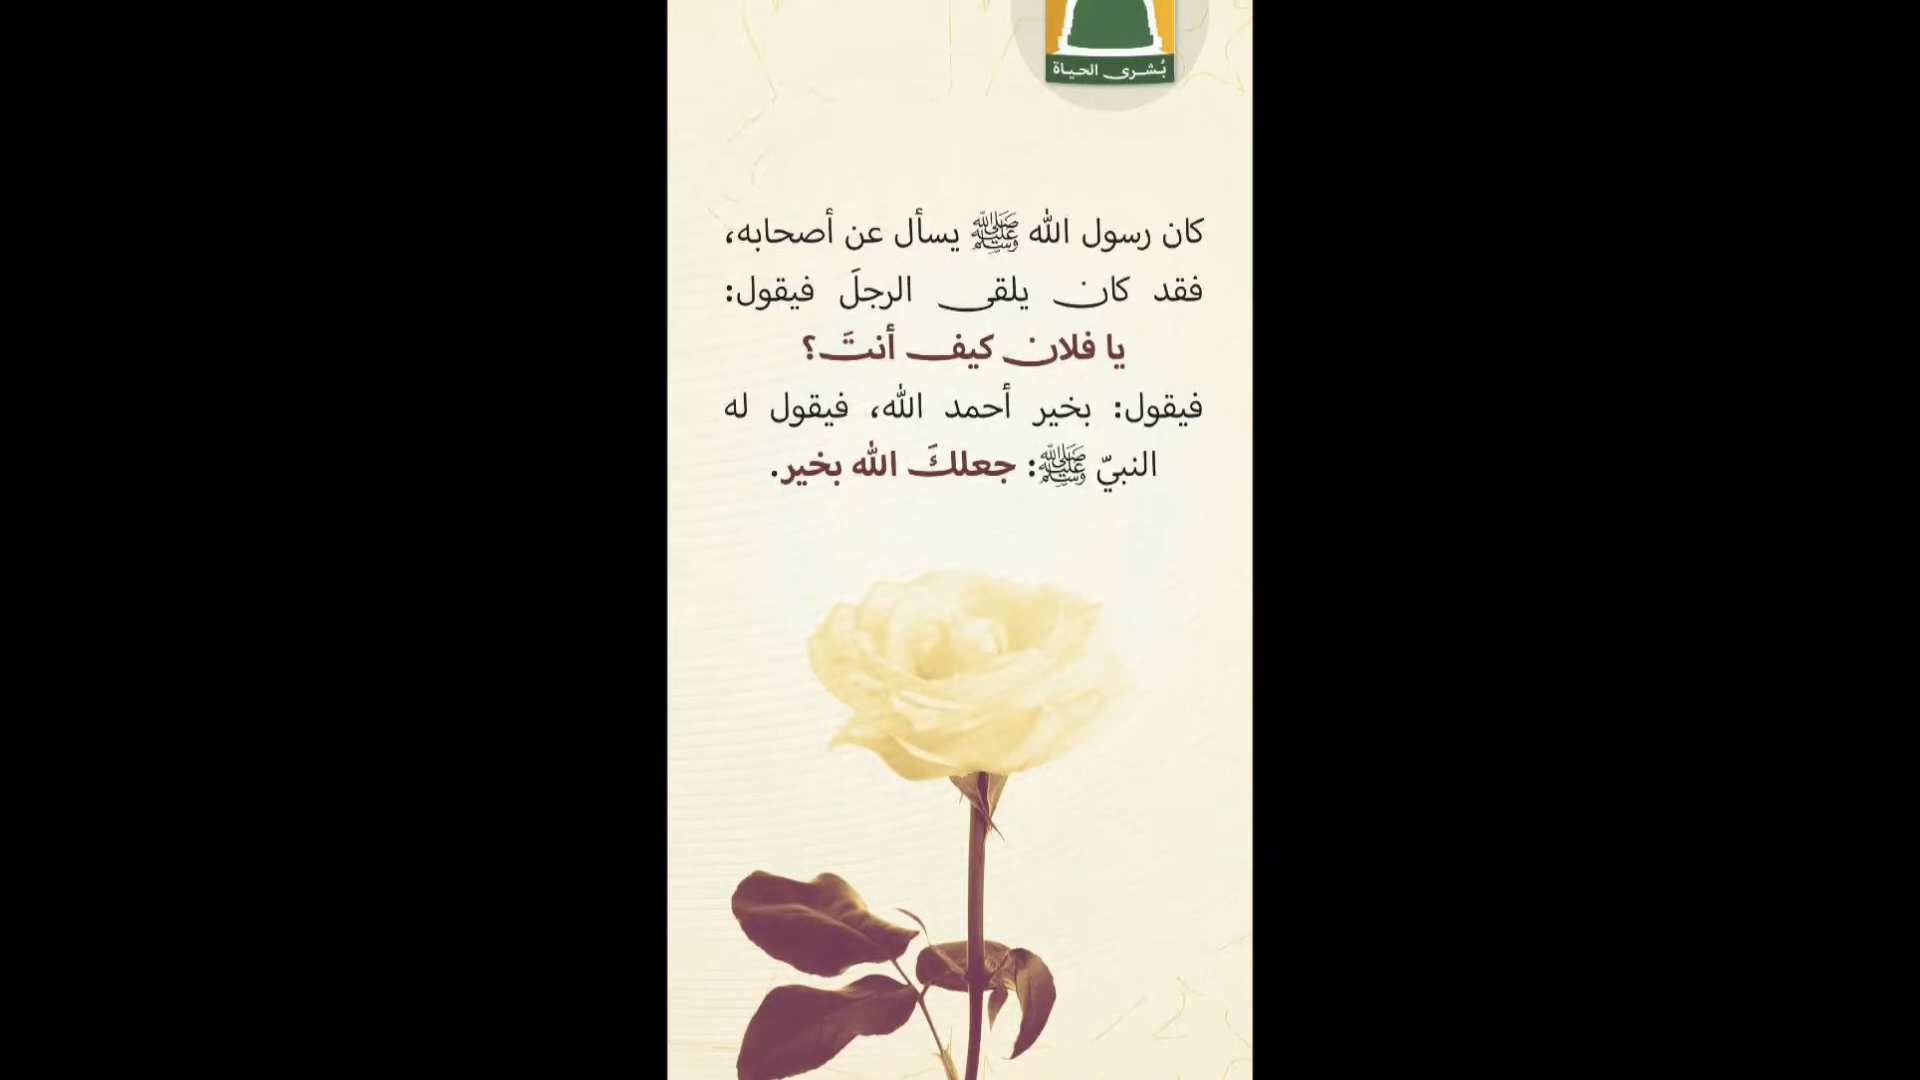 بُشرى الحياة
كان رسول الله ﷺ يسأل عن أصحابه،
فقد كان يلقى الرجلَ فيقول:
يا فلان كيف أنتَ؟
فيقول: بخير أحمد الله، فيقول له
النبيّ ﷺ: جعلكَ الله بخير.